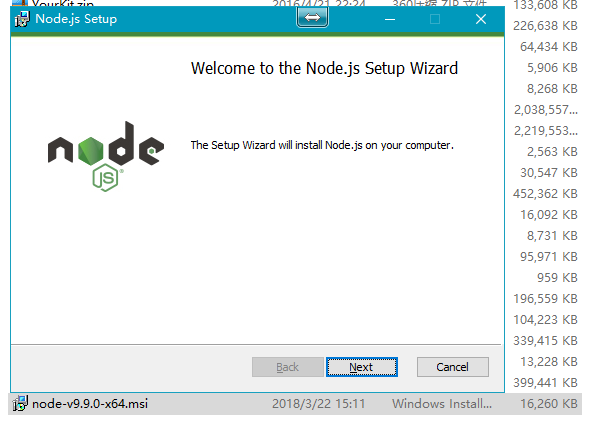 YourKit.zip 2016/4/21 22:24 360压缩 ZIP 文件 133,608 KB
Node.js Setup
226,638 KB
64,434 KB
Welcome to the Node.js Setup Wizard 5,906 KB
8,268 KB
2,038,557...
2,219,553...
node
JS
The Setup Wizard will install Node.js on your computer. 2,563 KB
30,547 KB
452,362 KB
16,092 KB
8,731 KB
95,971 KB
959 KB
196,559 KB
104,223 KB
339,415 KB
Back Next Cancel 13,228 KB
399,441 KB
node-v9.9.0-x64.msi 2018/3/22 15:11 Windows Install... 16,260 KB